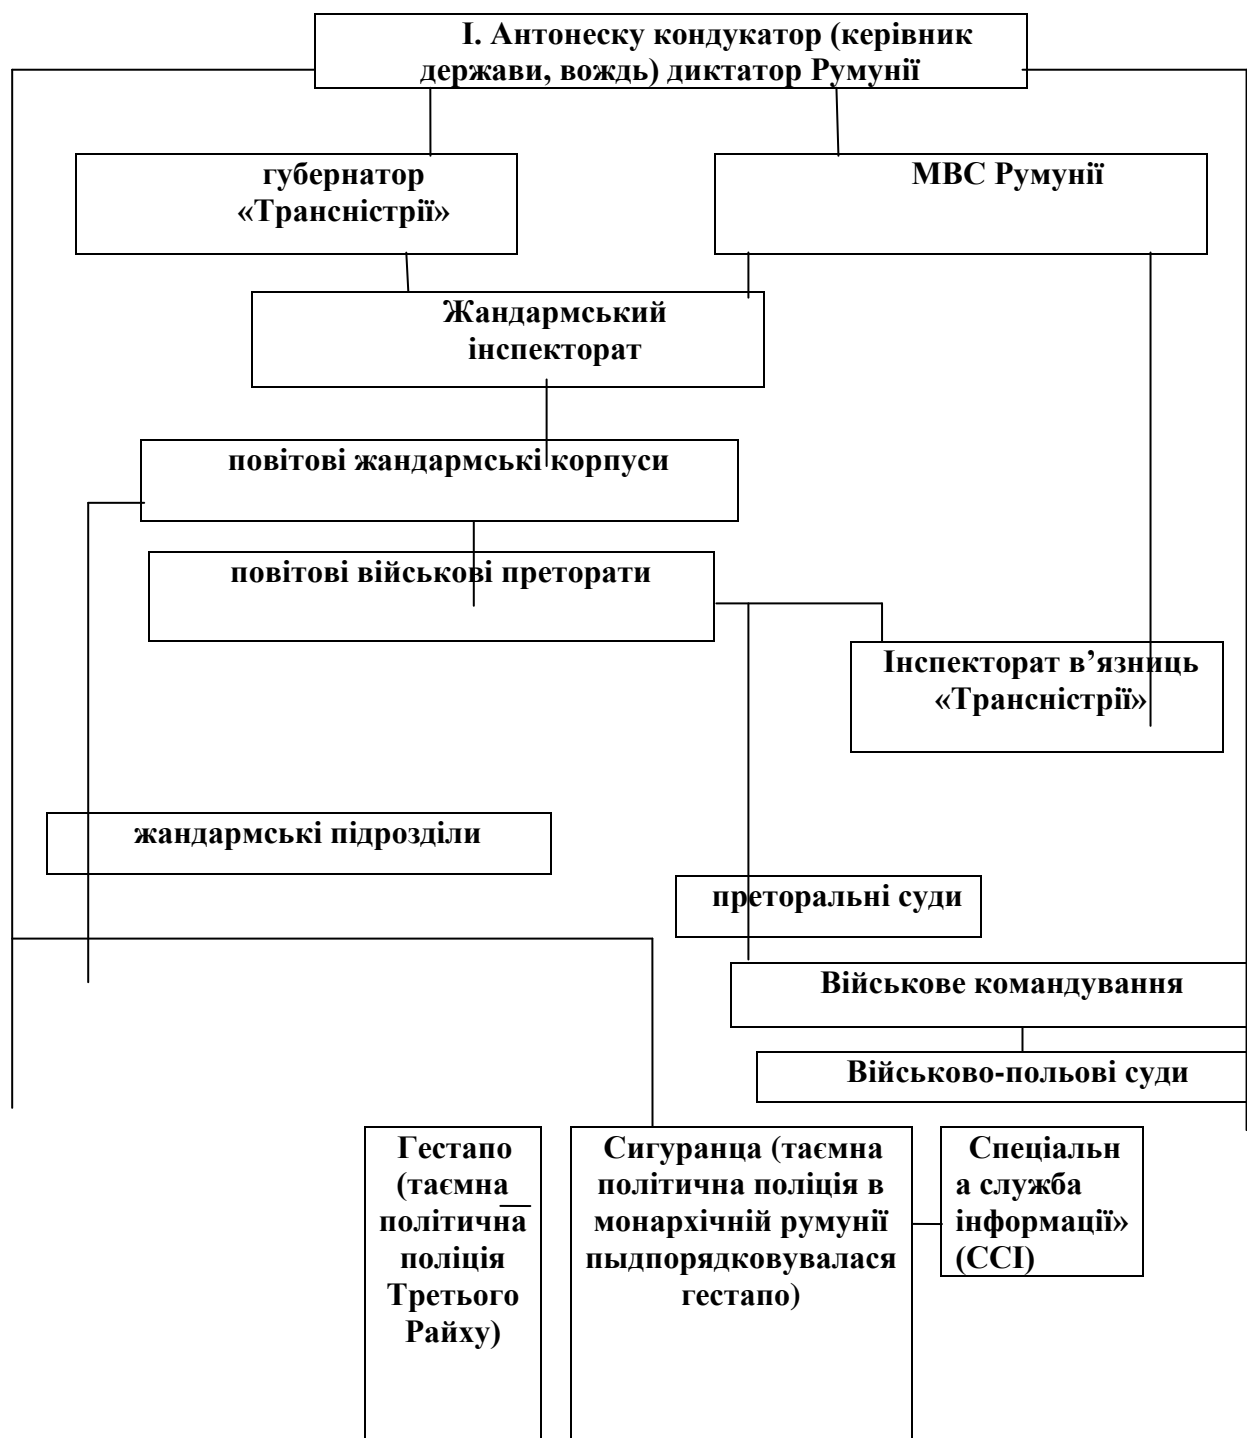 І. Антонеску кондукатор (керівник
держави, вождь) диктатор Румунії
губернатор
«Трансністрії»
МВС Румунії
Жандармський
інспекторат
повітові жандармські корпуси
повітові військові преторати
Інспекторат в’язниць
«Трансністрії»
жандармські підрозділи
преторальні суди
Військове командування
Військово-польові суди
Гестапо
(таємна
політична
поліція
Третього
Райху)
Сигуранца (таємна
політична поліція в
монархічній румунії
пыдпорядковувалася
гестапо)
Спеціальн
а служба
інформації»
(ССІ)